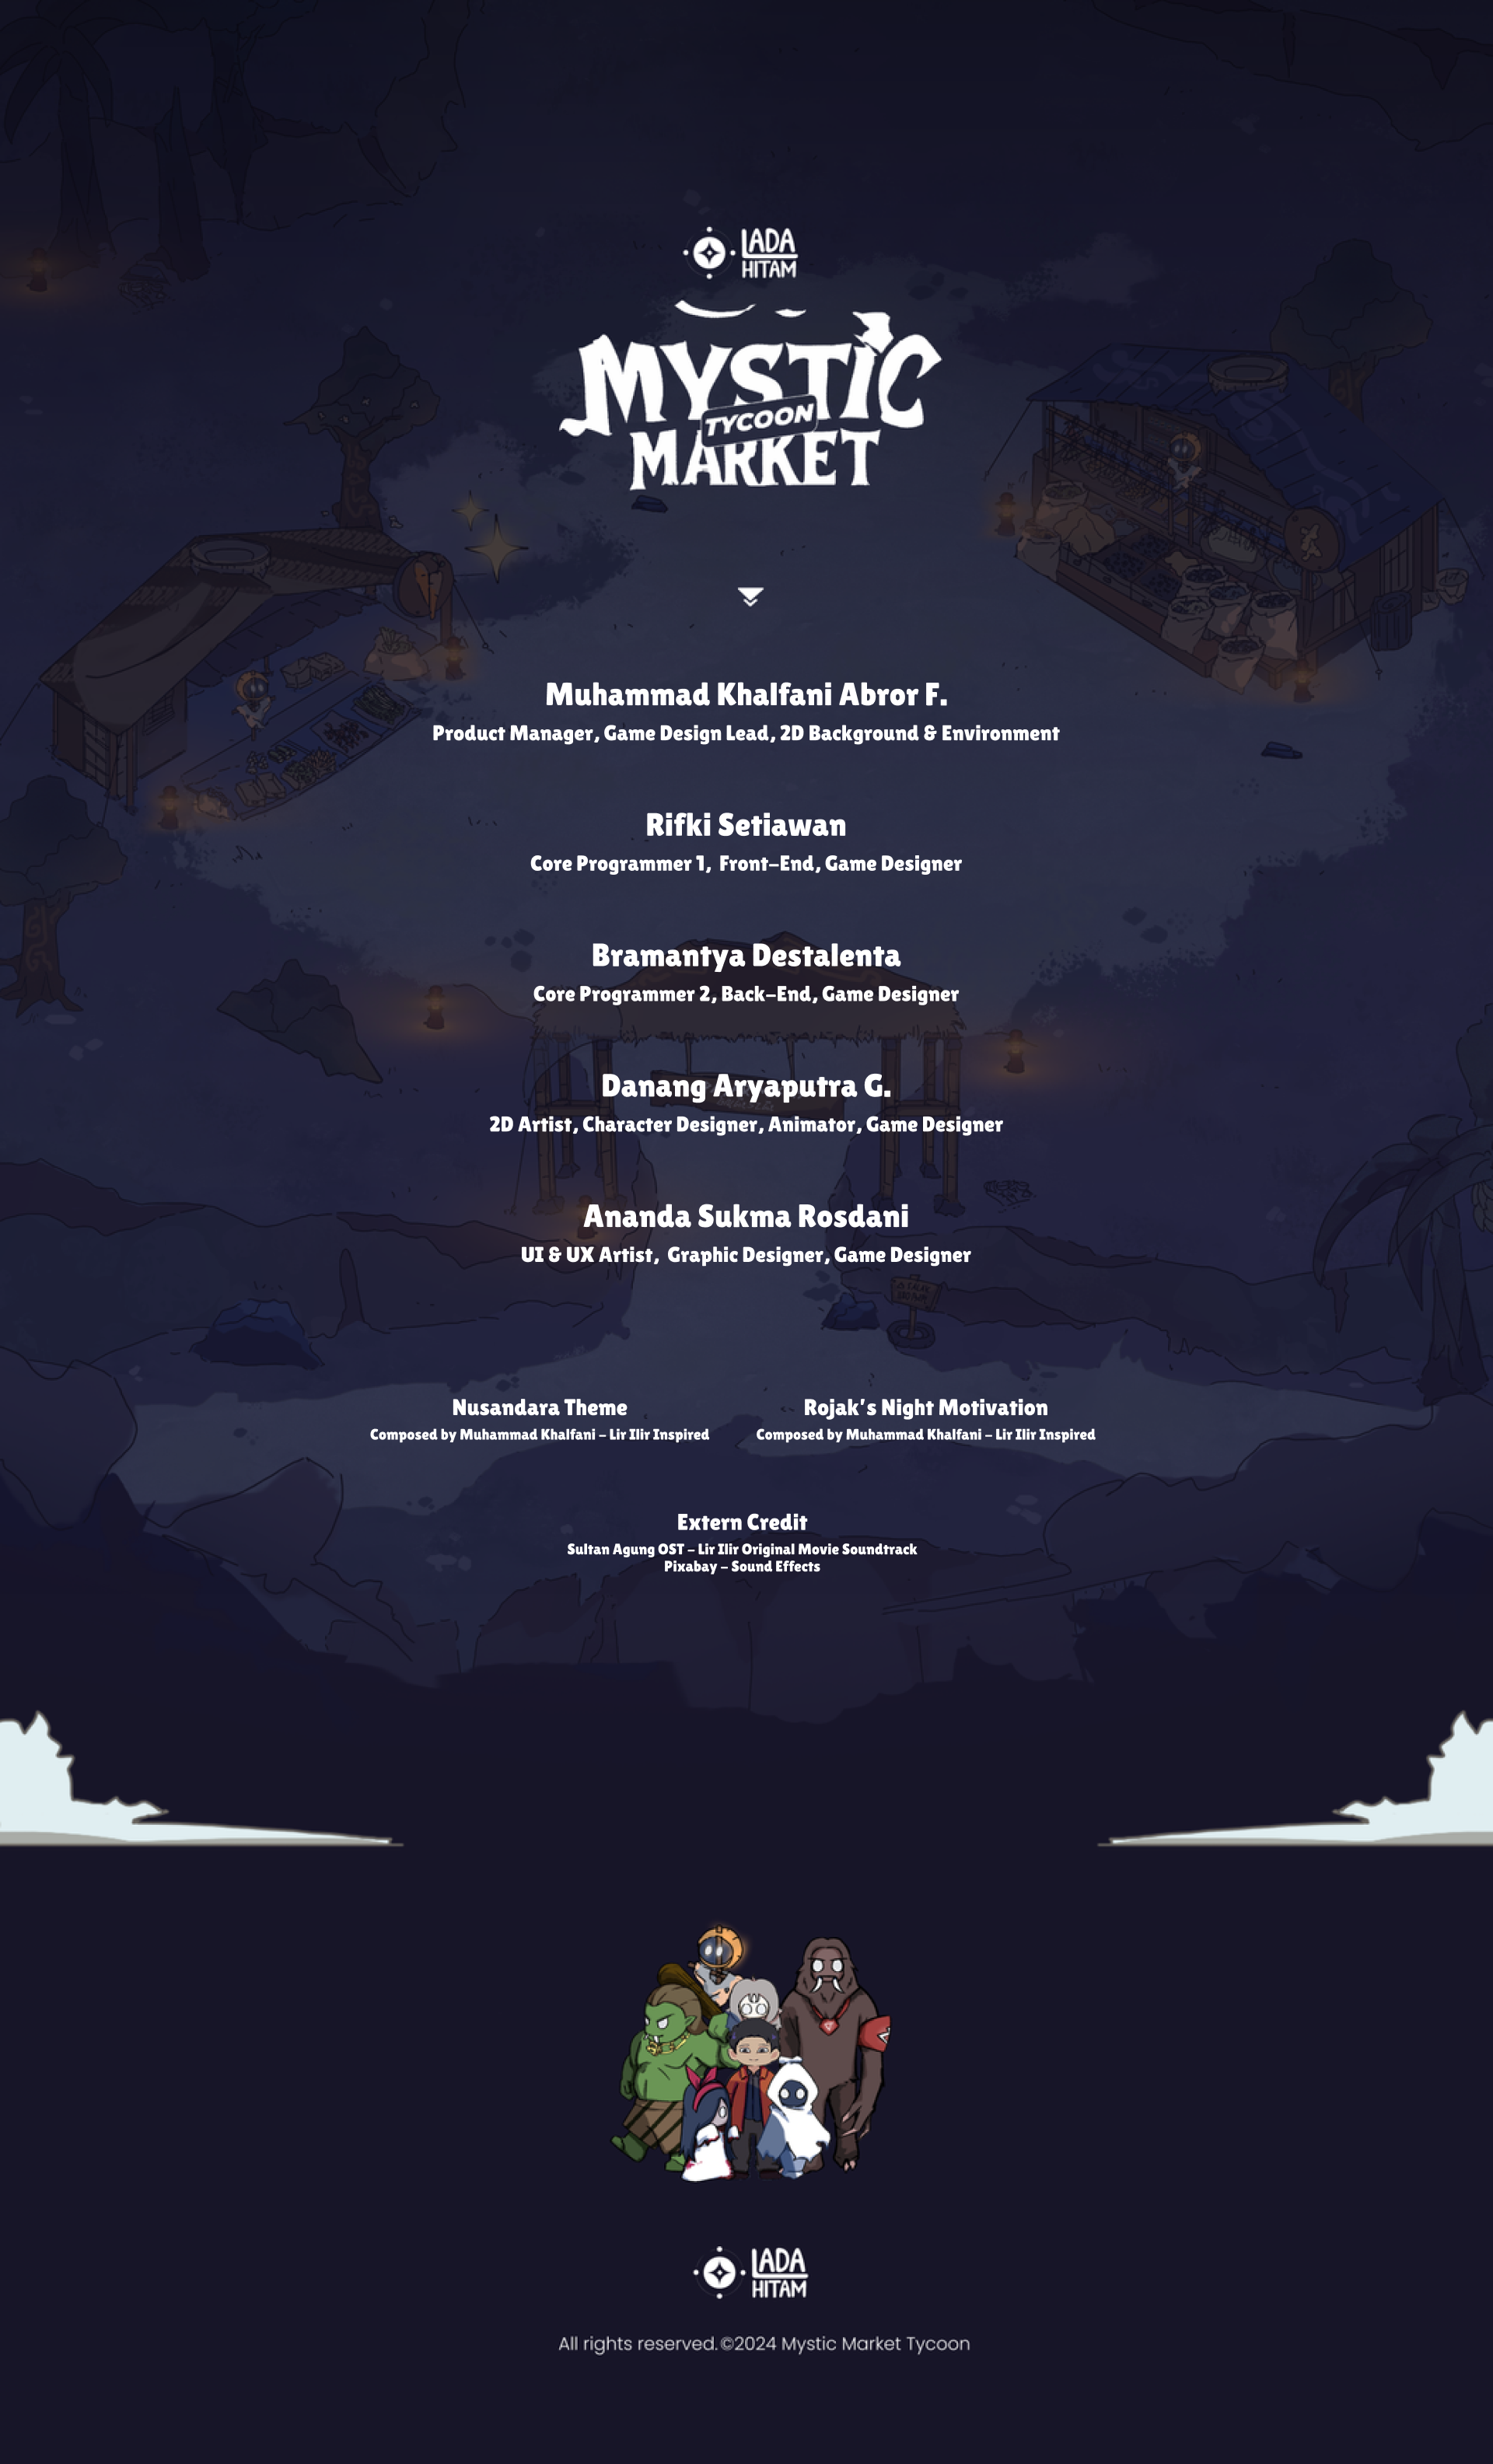 LADA
HITAM
MYSTIC
TYCOON
MARKET
Muhammad Khalfani Abror F.
Product Manager, Game Design Lead, 2D Background & Environment
Rifki Setiawan
Core Programmer 1, Front-End, Game Designer
Bramantya Destalenta
Core Programmer 2, Back-End, Game Designer
Danang Aryaputra G.
2D Artist, Character Designer, Animator, Game Designer
Ananda Sukma Rosdani
UI & UX Artist, Graphic Designer, Game Designer
Nusandara Theme
Composed by Muhammad Khalfani - Lir Ilir Inspired
Rojak's Night Motivation
Composed by Muhammad Khalfani - Lir Ilir Inspired
Extern Credit
Sultan Agung OST - Lir Ilir Original Movie Soundtrack
Pixabay - Sound Effects
LADA
HITAM
All rights reserved.©2024 Mystic Market Tycoon